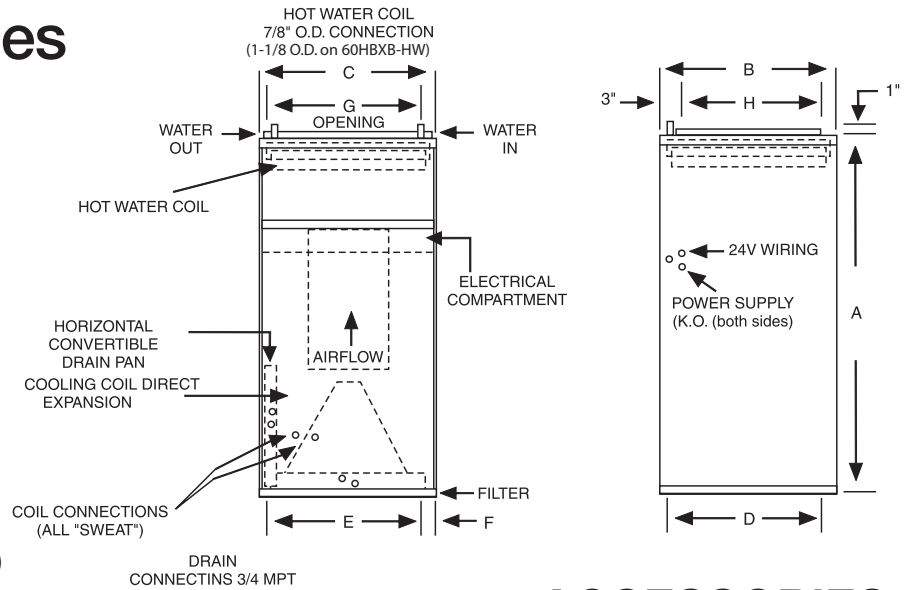 es
HOT WATER COIL
7/8" O.D. CONNECTION
(1-1/8 O.D. on 60HBXB-HW)
C
G
OPENING
WATER
OUT
WATER
IN
HOT WATER COIL
ELECTRICAL
COMPARTMENT
HORIZONTAL
CONVERTIBLE
DRAIN PAN
AIRFLOW
COOLING COIL DIRECT
EXPANSION
COIL CONNECTIONS
(ALL "SWEAT")
FILTER
E
F
DRAIN
CONNECTINS 3/4 MPT
B
3"
H
1"
24V WIRING
POWER SUPPLY
(K.O. (both sides)
A
D